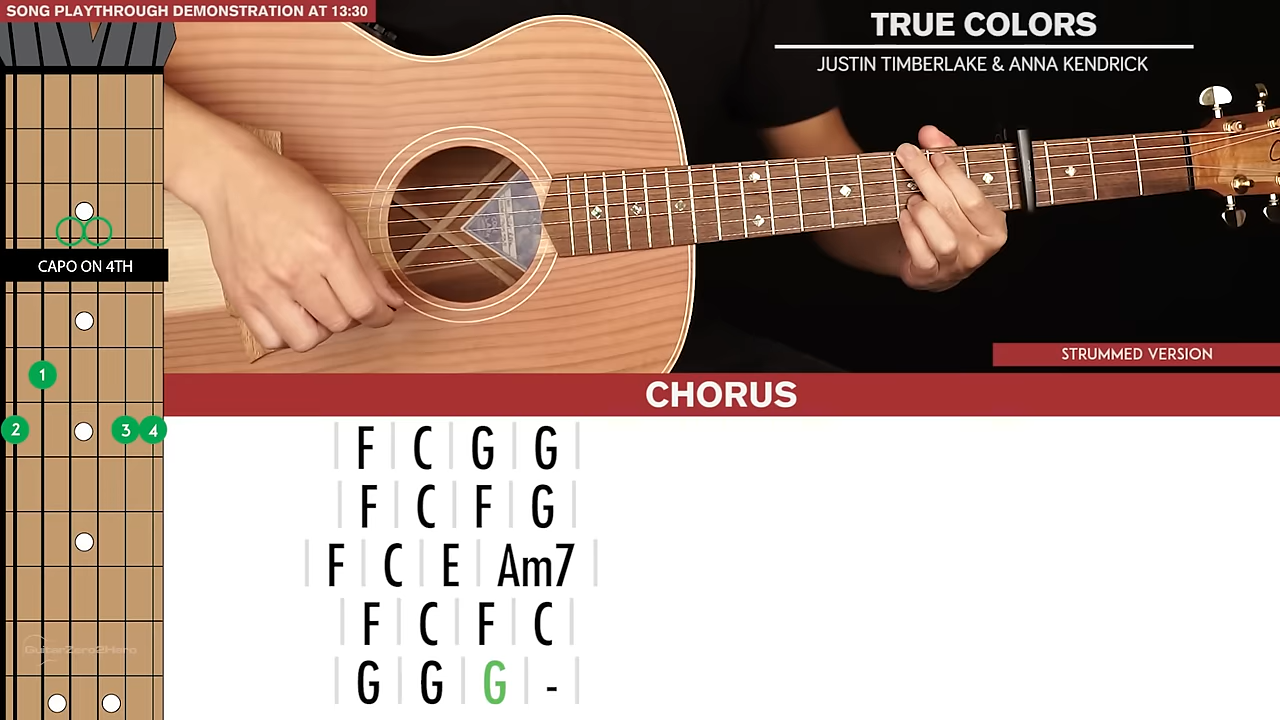 SONG PLAYTHROUGH DEMONSTRATION AT 13:30
TRUE COLORS
JUSTIN TIMBERLAKE & ANNA KENDRICK
CAPO ON 4TH
STRUMMED VERSION
1
2 3 4
CHORUS
| F | C | G | G |
| F | C | F | G |
| F | C | E | Am7 |
| F | C | F | C |
| G | G | G | - |
GuitarZero2Hero